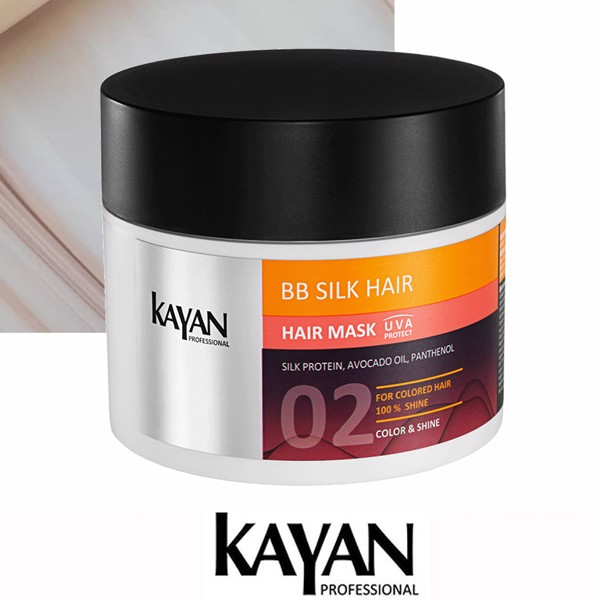 BB SILK HAIR
KAYAN
PROFESSIONAL
HAIR MASK UVA
PROTECT
SILK PROTEIN, AVOCADO OIL, PANTHENOL
02
FOR COLORED HAIR
100 % SHINE
COLOR & SHINE
KAYAN
PROFESSIONAL